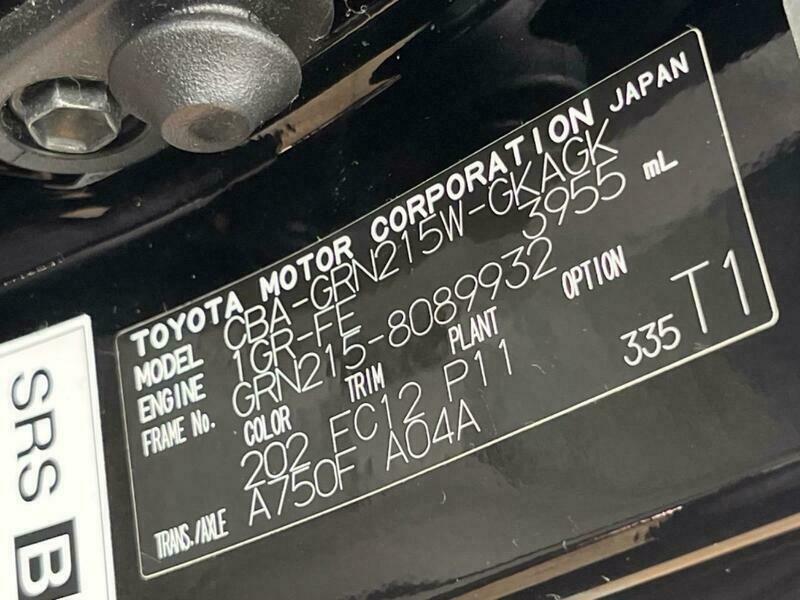 TOYOTA MOTOR CORPORATION JAPAN
MODEL CBA-GRN215W-GKAGK
ENGINE 1GR-FE 3955 mL
FRAME No. GRN215-8089932
COLOR TRIM PLANT OPTION
202 FC12 P11 335 T1
TRANS./AXLE A750F A04A
SRS